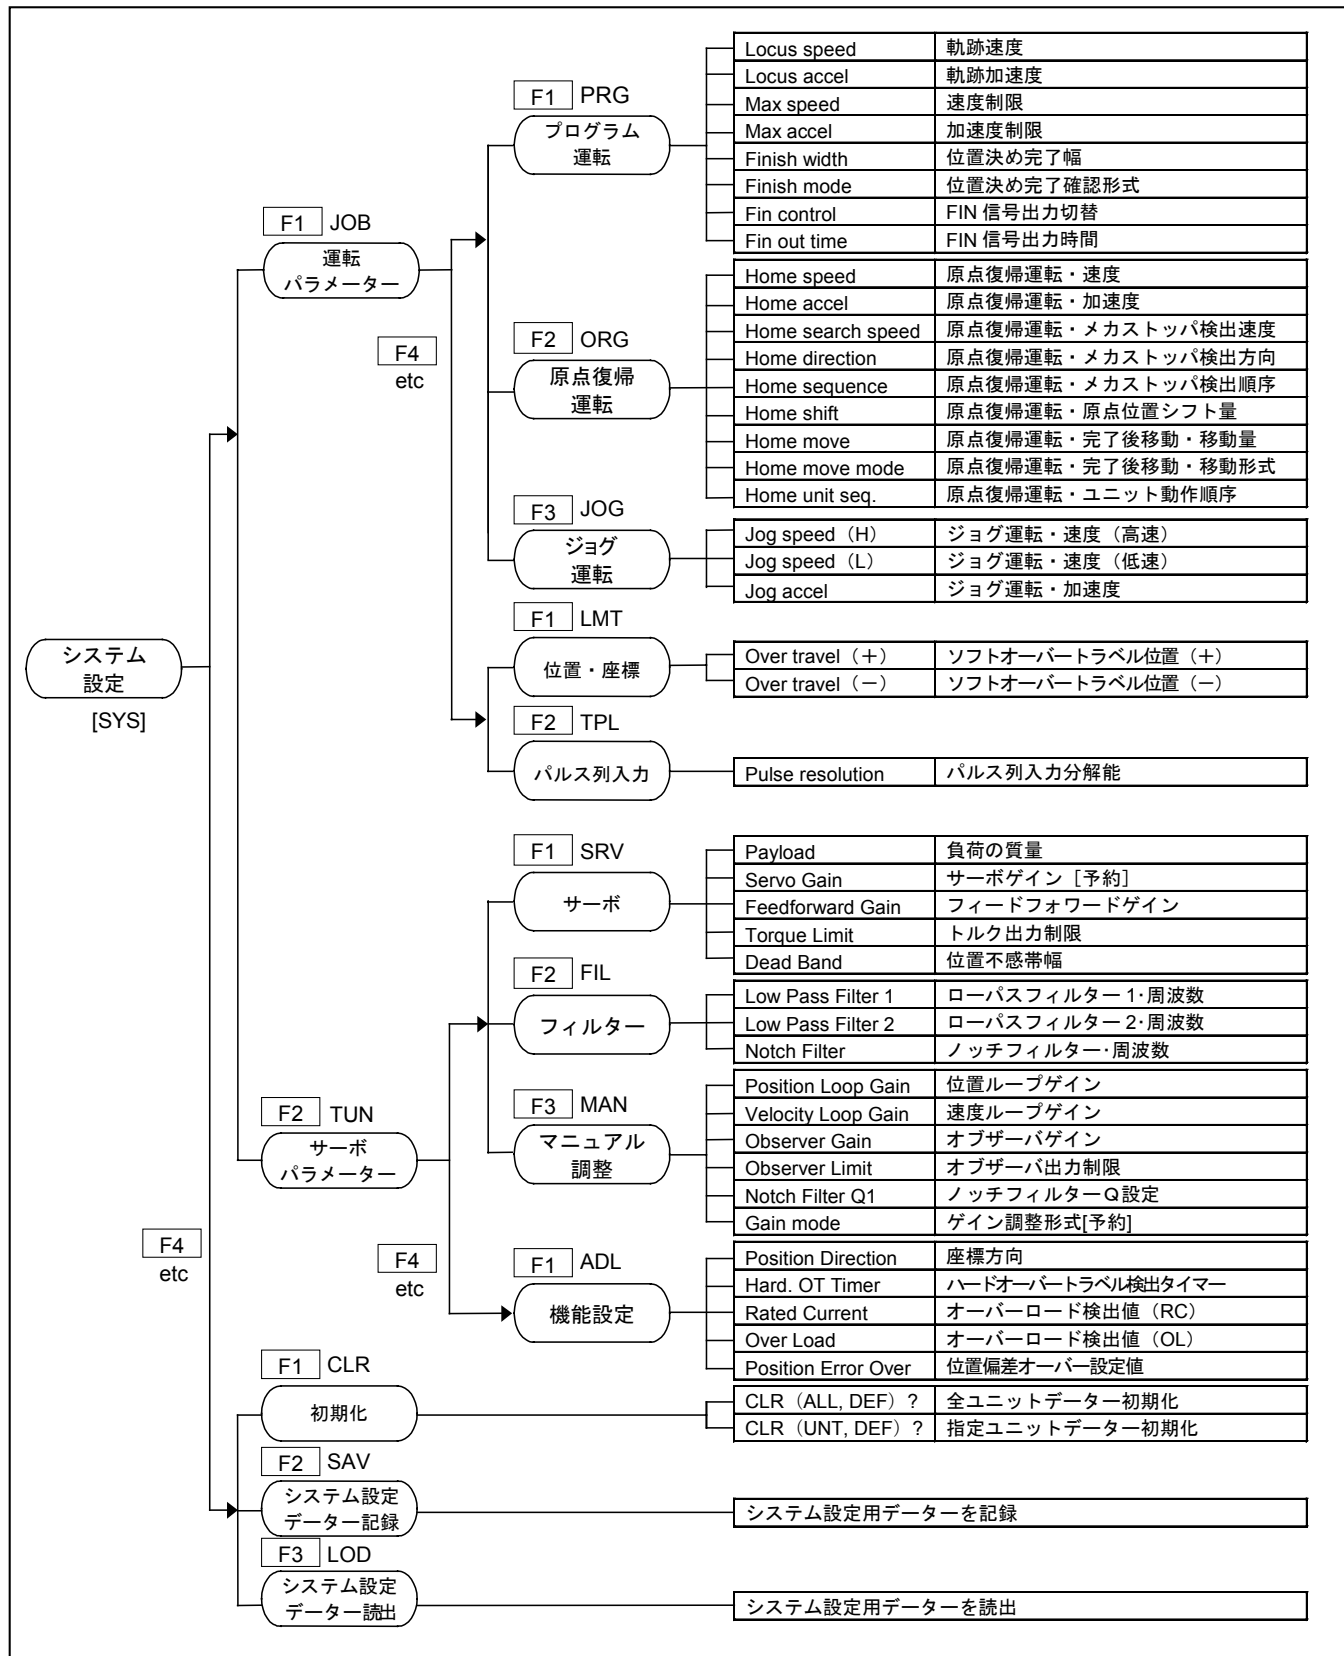 Locus speed 軌跡速度
Locus accel 軌跡加速度
F1 PRG
Max speed 速度制限
プログラム
運転
Max accel 加速度制限
Finish width 位置決め完了幅
Finish mode 位置決め完了確認形式
F1 JOB
Fin control FIN 信号出力切替
Fin out time FIN 信号出力時間
運転
パラメーター
Home speed 原点復帰運転・速度
Home accel 原点復帰運転・加速度
F4
etc
F2 ORG
Home search speed 原点復帰運転・メカストッパ検出速度
Home direction 原点復帰運転・メカストッパ検出方向
原点復帰
運転
Home sequence 原点復帰運転・メカストッパ検出順序
Home shift 原点復帰運転・原点位置シフト量
Home move 原点復帰運転・完了後移動・移動量
Home move mode 原点復帰運転・完了後移動・移動形式
Home unit seq. 原点復帰運転・ユニット動作順序
F3 JOG
ジョグ
運転
Jog speed（H） ジョグ運転・速度（高速）
Jog speed（L） ジョグ運転・速度（低速）
Jog accel ジョグ運転・加速度
F1 LMT
システム
設定
[SYS]
位置・座標
Over travel（＋） ソフトオーバートラベル位置（＋）
Over travel（－） ソフトオーバートラベル位置（－）
F2 TPL
パルス列入力
Pulse resolution パルス列入力分解能
F1 SRV
サーボ
Payload 負荷の質量
Servo Gain サーボゲイン［予約］
Feedforward Gain フィードフォワードゲイン
Torque Limit トルク出力制限
Dead Band 位置不感帯幅
F2 FIL
フィルター
Low Pass Filter 1 ローパスフィルター 1･周波数
Low Pass Filter 2 ローパスフィルター 2･周波数
Notch Filter ノッチフィルター･周波数
F2 TUN
サーボ
パラメーター
F3 MAN
マニュアル
調整
Position Loop Gain 位置ループゲイン
Velocity Loop Gain 速度ループゲイン
Observer Gain オブザーバゲイン
Observer Limit オブザーバ出力制限
Notch Filter Q1 ノッチフィルターＱ設定
Gain mode ゲイン調整形式[予約]
F4
etc
F4
etc
F1 ADL
機能設定
Position Direction 座標方向
Hard. OT Timer ハードオーバートラベル検出タイマー
Rated Current オーバーロード検出値（RC）
Over Load オーバーロード検出値（OL）
Position Error Over 位置偏差オーバー設定値
F1 CLR
初期化
CLR（ALL, DEF）? 全ユニットデーター初期化
CLR（UNT, DEF）? 指定ユニットデーター初期化
F2 SAV
システム設定
データー記録
システム設定用データーを記録
F3 LOD
システム設定
データー読出
システム設定用データーを読出